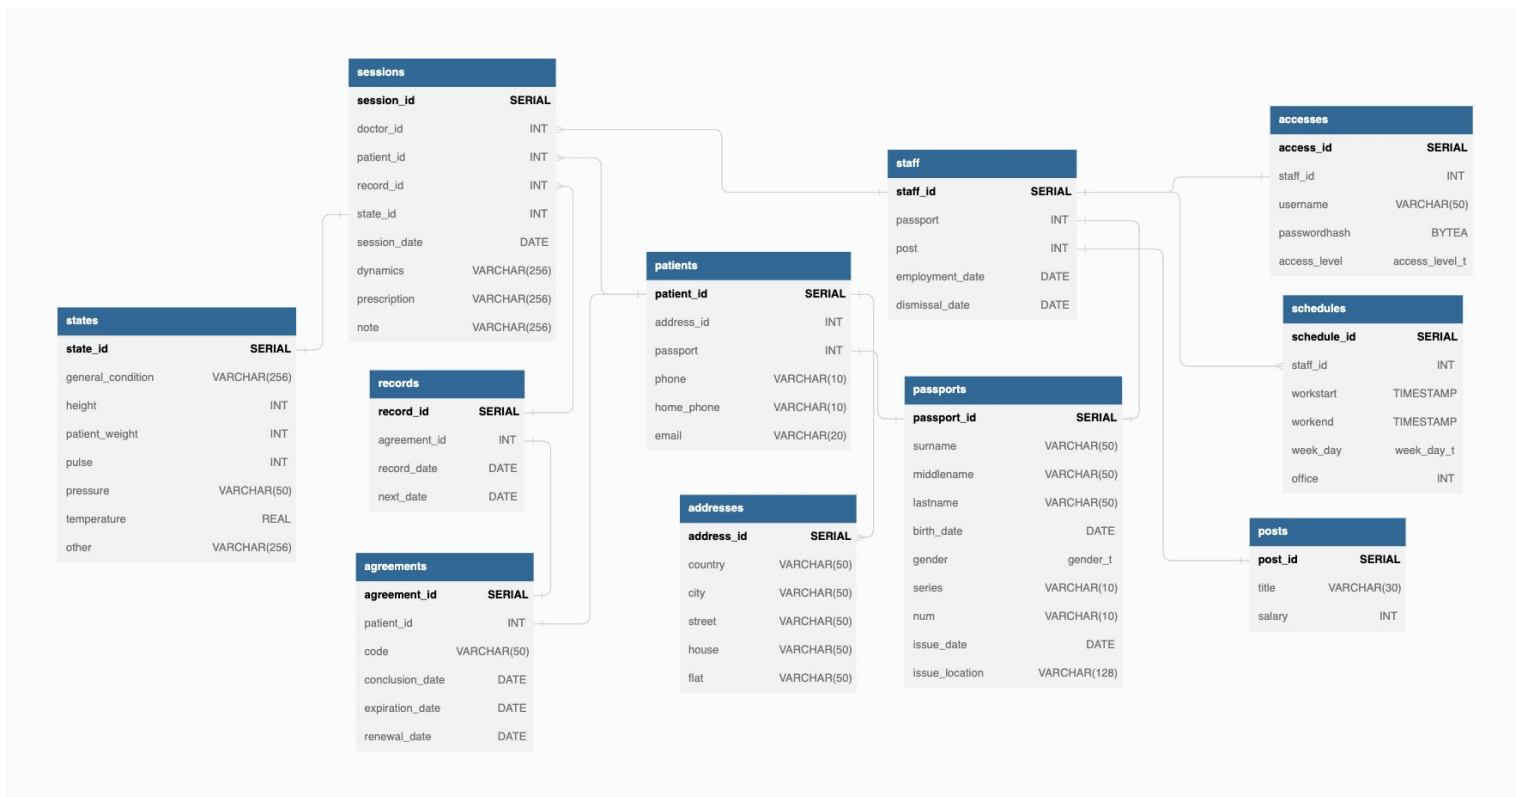 sessions
session_id SERIAL
doctor_id INT
patient_id INT
record_id INT
state_id INT
session_date DATE
dynamics VARCHAR(256)
prescription VARCHAR(256)
note VARCHAR(256)
states
state_id SERIAL
general_condition VARCHAR(256)
height INT
patient_weight INT
pulse INT
pressure VARCHAR(50)
temperature REAL
other VARCHAR(256)
records
record_id SERIAL
agreement_id INT
record_date DATE
next_date DATE
agreements
agreement_id SERIAL
patient_id INT
code VARCHAR(50)
conclusion_date DATE
expiration_date DATE
renewal_date DATE
patients
patient_id SERIAL
address_id INT
passport INT
phone VARCHAR(10)
home_phone VARCHAR(10)
email VARCHAR(20)
addresses
address_id SERIAL
country VARCHAR(50)
city VARCHAR(50)
street VARCHAR(50)
house VARCHAR(50)
flat VARCHAR(50)
staff
staff_id SERIAL
passport INT
post INT
employment_date DATE
dismissal_date DATE
passports
passport_id SERIAL
surname VARCHAR(50)
middlename VARCHAR(50)
lastname VARCHAR(50)
birth_date DATE
gender gender_t
series VARCHAR(10)
num VARCHAR(10)
issue_date DATE
issue_location VARCHAR(128)
accesses
access_id SERIAL
staff_id INT
username VARCHAR(50)
passwordhash BYTEA
access_level access_level_t
schedules
schedule_id SERIAL
staff_id INT
workstart TIMESTAMP
workend TIMESTAMP
week_day week_day_t
office INT
posts
post_id SERIAL
title VARCHAR(30)
salary INT